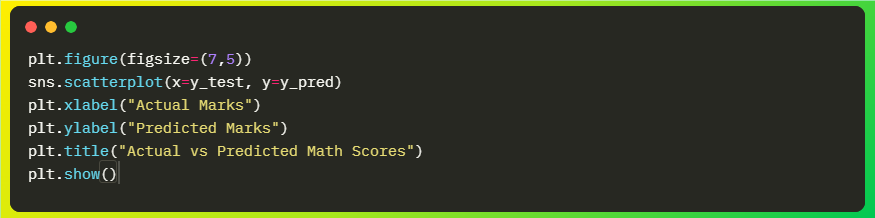 plt.figure(figsize=(7,5))
sns.scatterplot(x=y_test, y=y_pred)
plt.xlabel("Actual Marks")
plt.ylabel("Predicted Marks")
plt.title("Actual vs Predicted Math Scores")
plt.show()